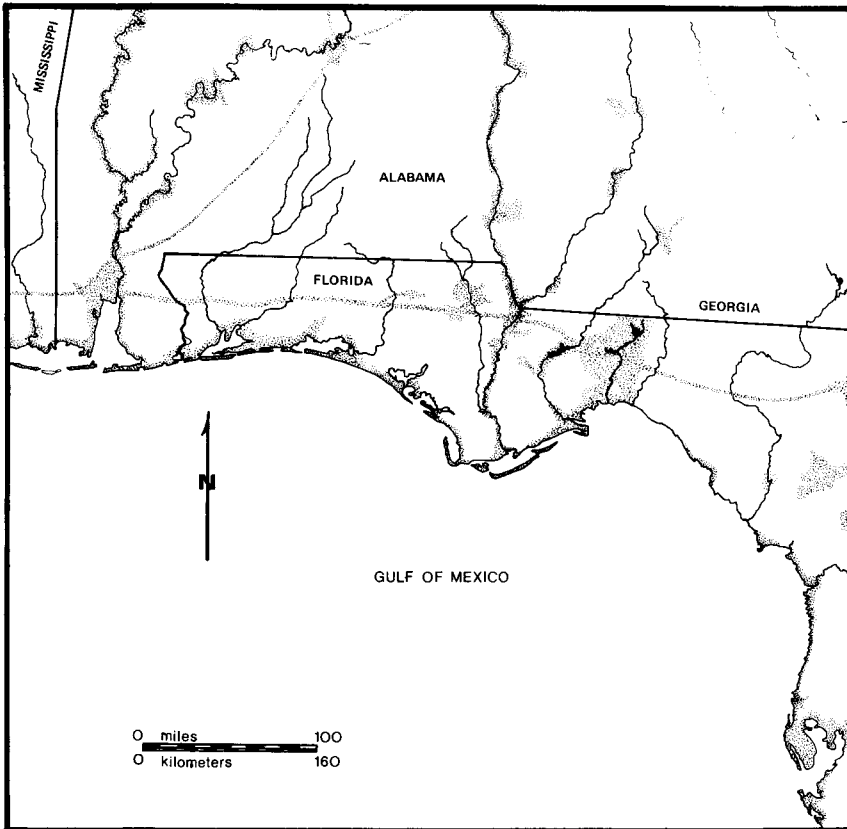 MISSISSIPPI
ALABAMA
FLORIDA
GEORGIA
N
GULF OF MEXICO
0 miles 100
0 kilometers 160